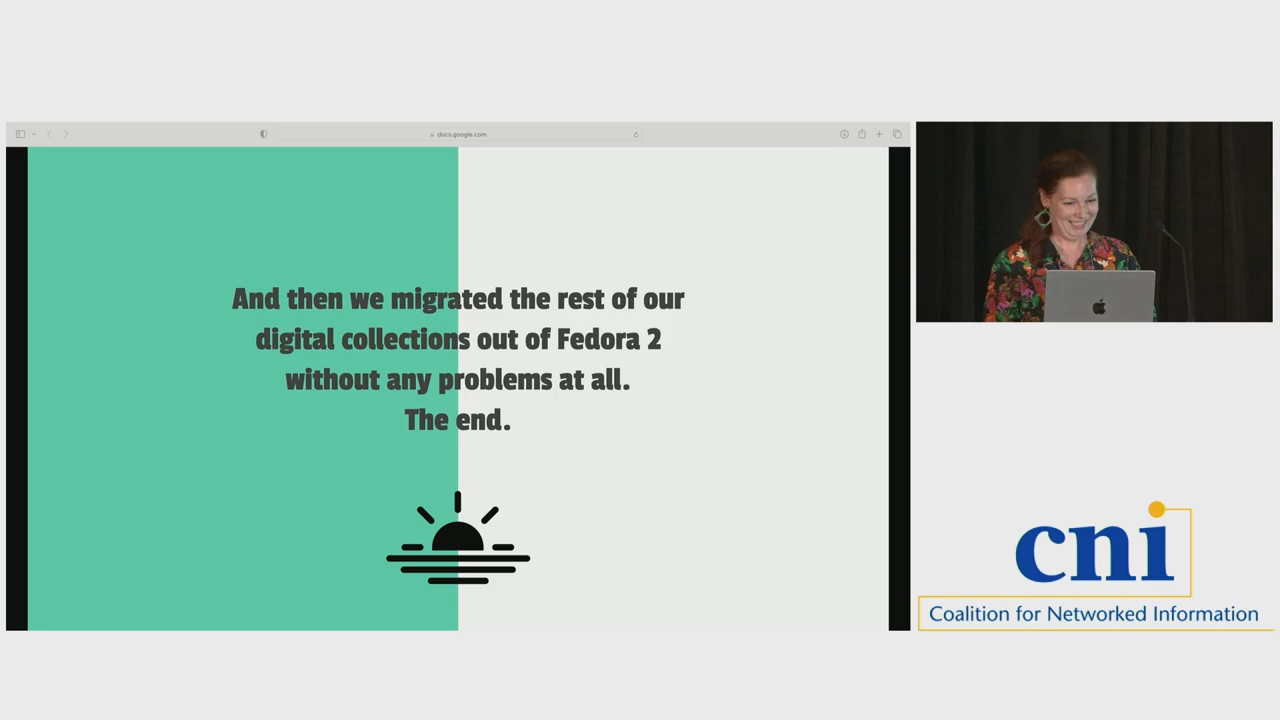 docs.google.com
And then we migrated the rest of our
digital collections out of Fedora 2
without any problems at all.
The end.
cni
Coalition for Networked Information